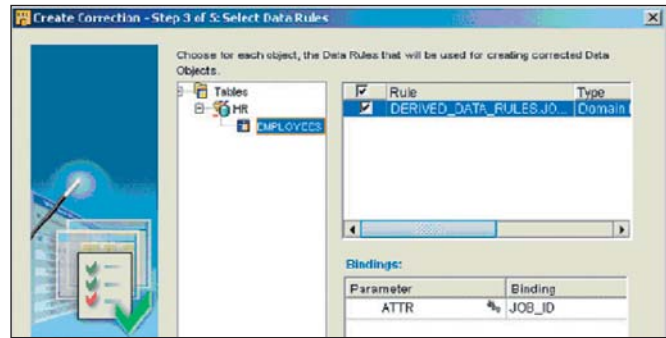 Create Correction - Step 3 of 5: Select Data Rules
Choose for each object, the Data Rules that will be used for creating corrected Data
Objects.
Tables
HR
EMPLOYEES
Rule Type
DERIVED_DATA_RULES.JO... Domain
Bindings:
Parameter Binding
ATTR JOB_ID